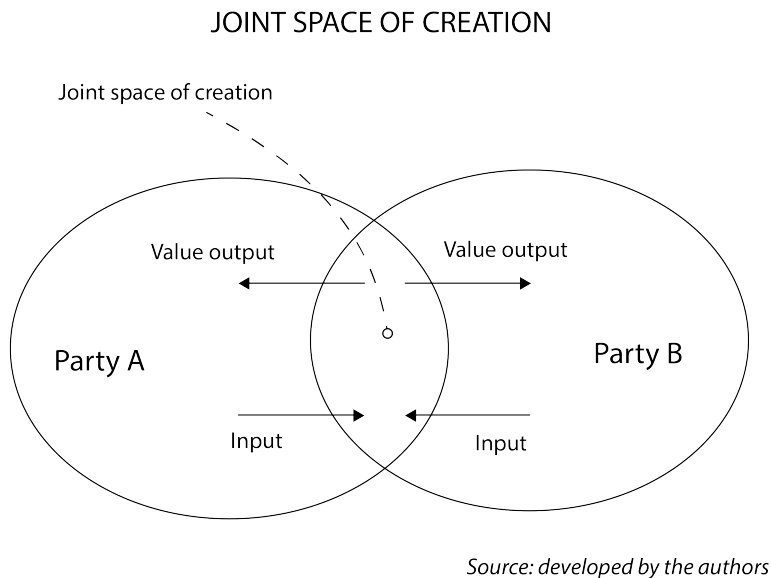 JOINT SPACE OF CREATION
Joint space of creation
Value output
Value output
Party A
Party B
Input
Input
Source: developed by the authors